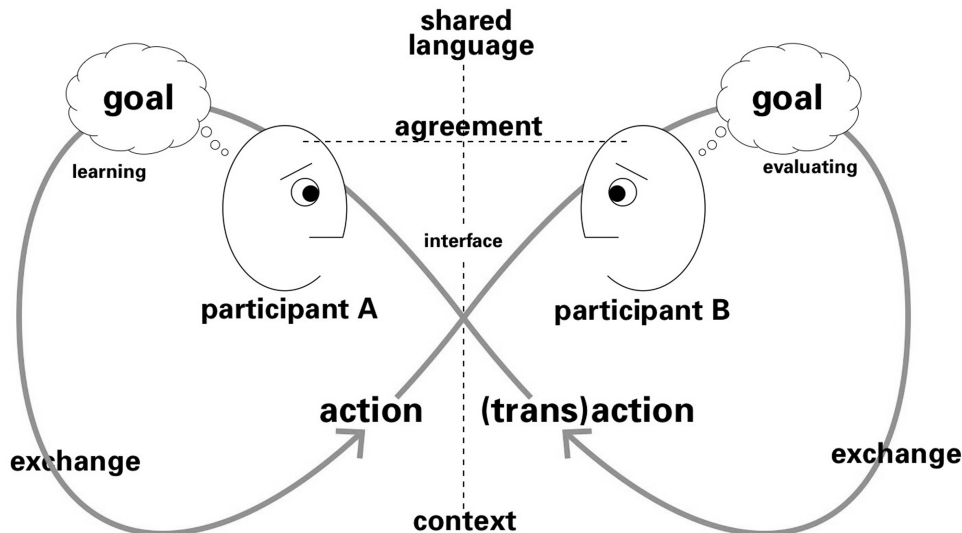 shared
language
goal
goal
agreement
learning
evaluating
interface
participant A
participant B
action
(trans)action
exchange
exchange
context